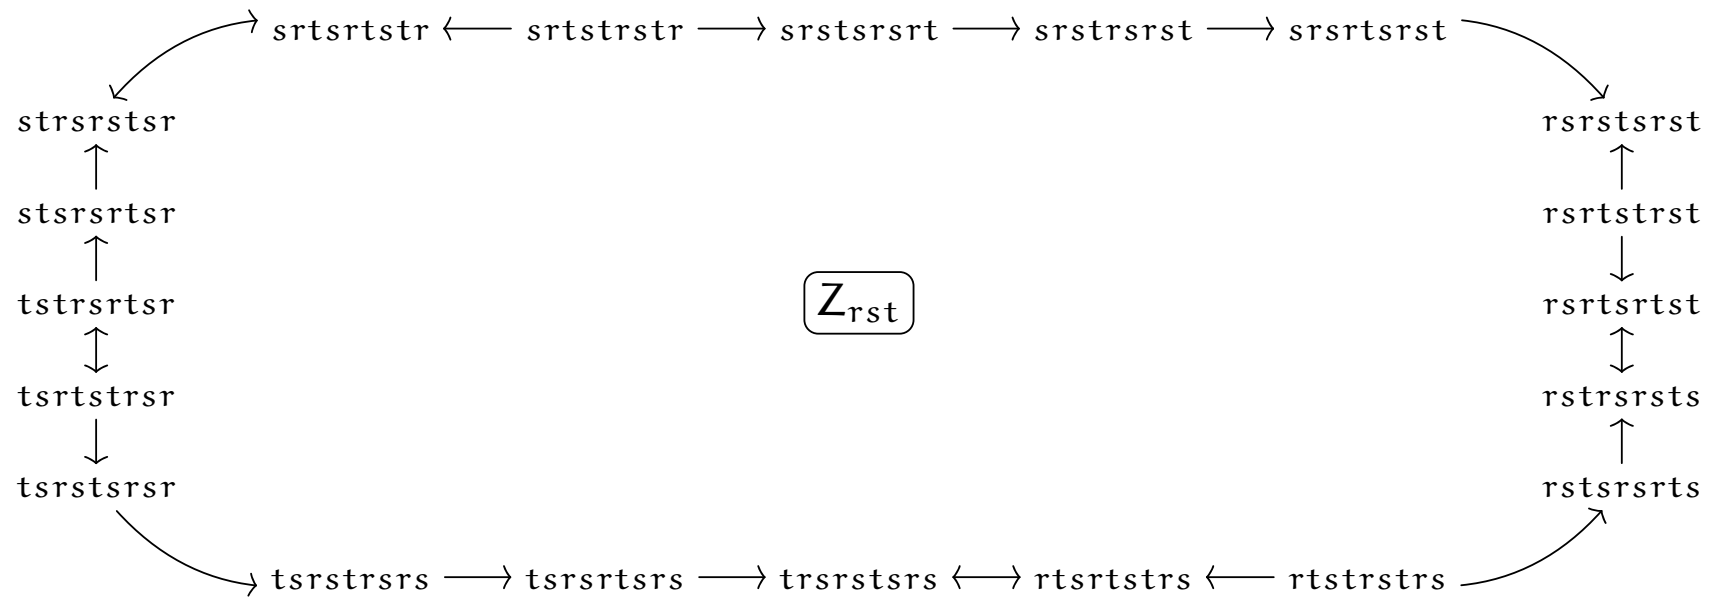 srtsrtstr srtstrstr srstsrsrt srstrsrst srsrtsrst
strsrstsr rsrstsrst
stsrsrtsr rsrtstrst
tstrsrtsr Z_rst rsrtsrtst
tsrtstrsr rstrsrsts
tsrstsrsr rstsrsrts
tsrstrsrs tsrsrtsrs trsrstsrs rtsrtstrs rtstrstrs